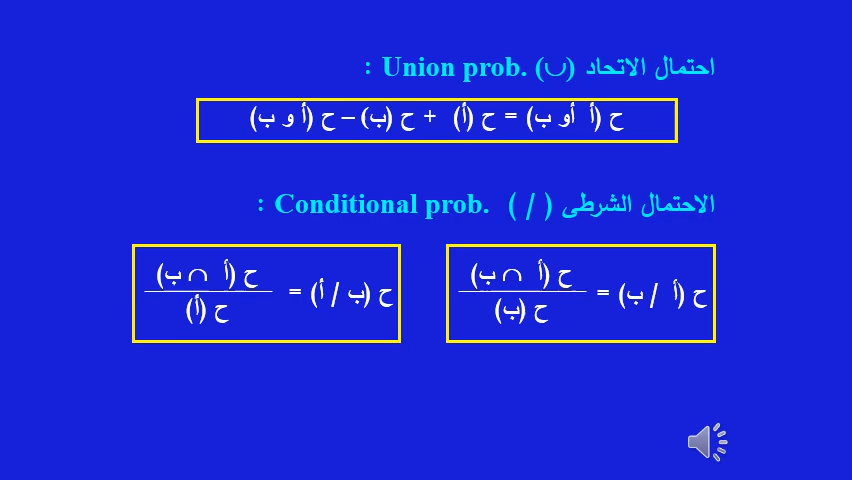 احتمال الاتحاد (∪) Union prob. :
ح (أ أو ب) = ح (أ) + ح (ب) – ح (أ و ب)
الاحتمال الشرطى ( / ) Conditional prob. :
ح (أ / ب) = ح (أ ∩ ب)
ح (ب)
ح (ب / أ) = ح (أ ∩ ب)
ح (أ)